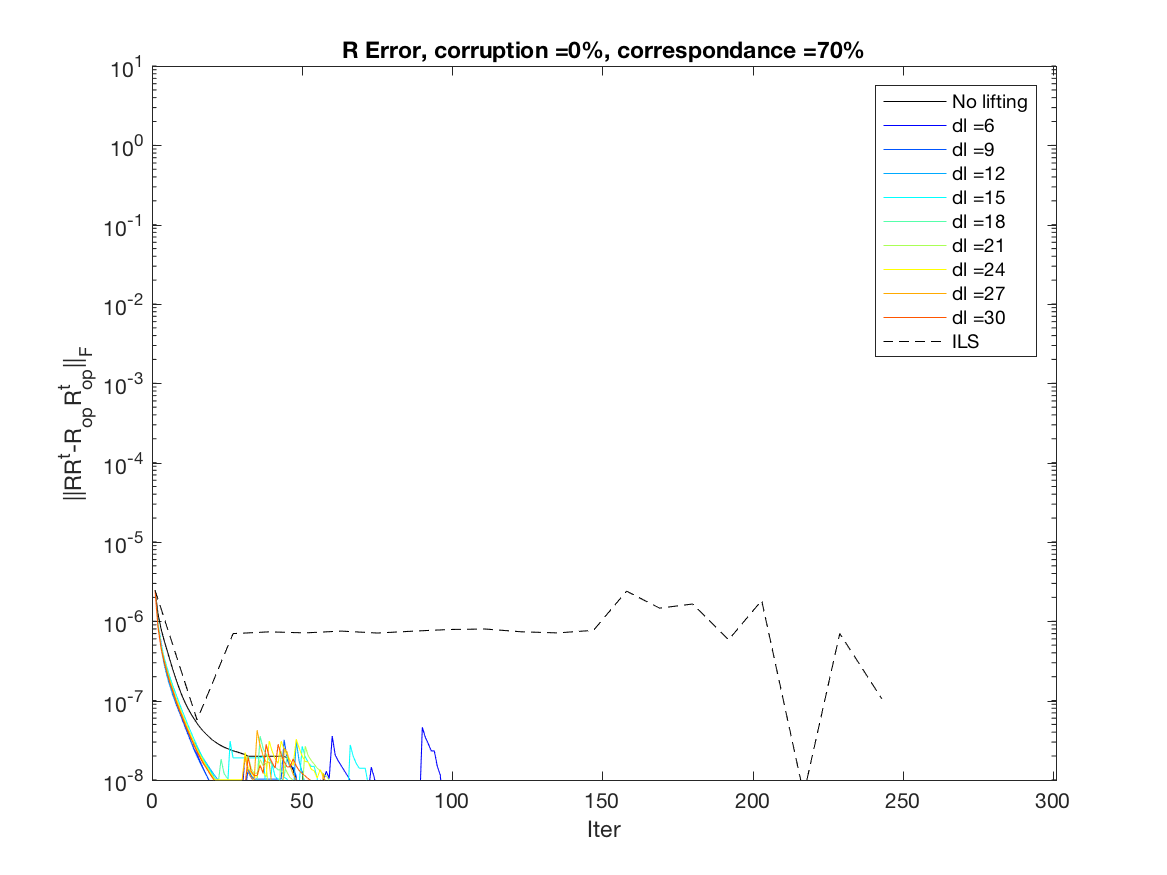 R Error, corruption =0%, correspondance =70%
10^1
10^0
10^-1
10^-2
10^-3
10^-4
10^-5
10^-6
10^-7
10^-8
||RR^t-R_op R^t_op||_F
No lifting
dl =6
dl =9
dl =12
dl =15
dl =18
dl =21
dl =24
dl =27
dl =30
ILS
0 50 100 150 200 250 300
Iter